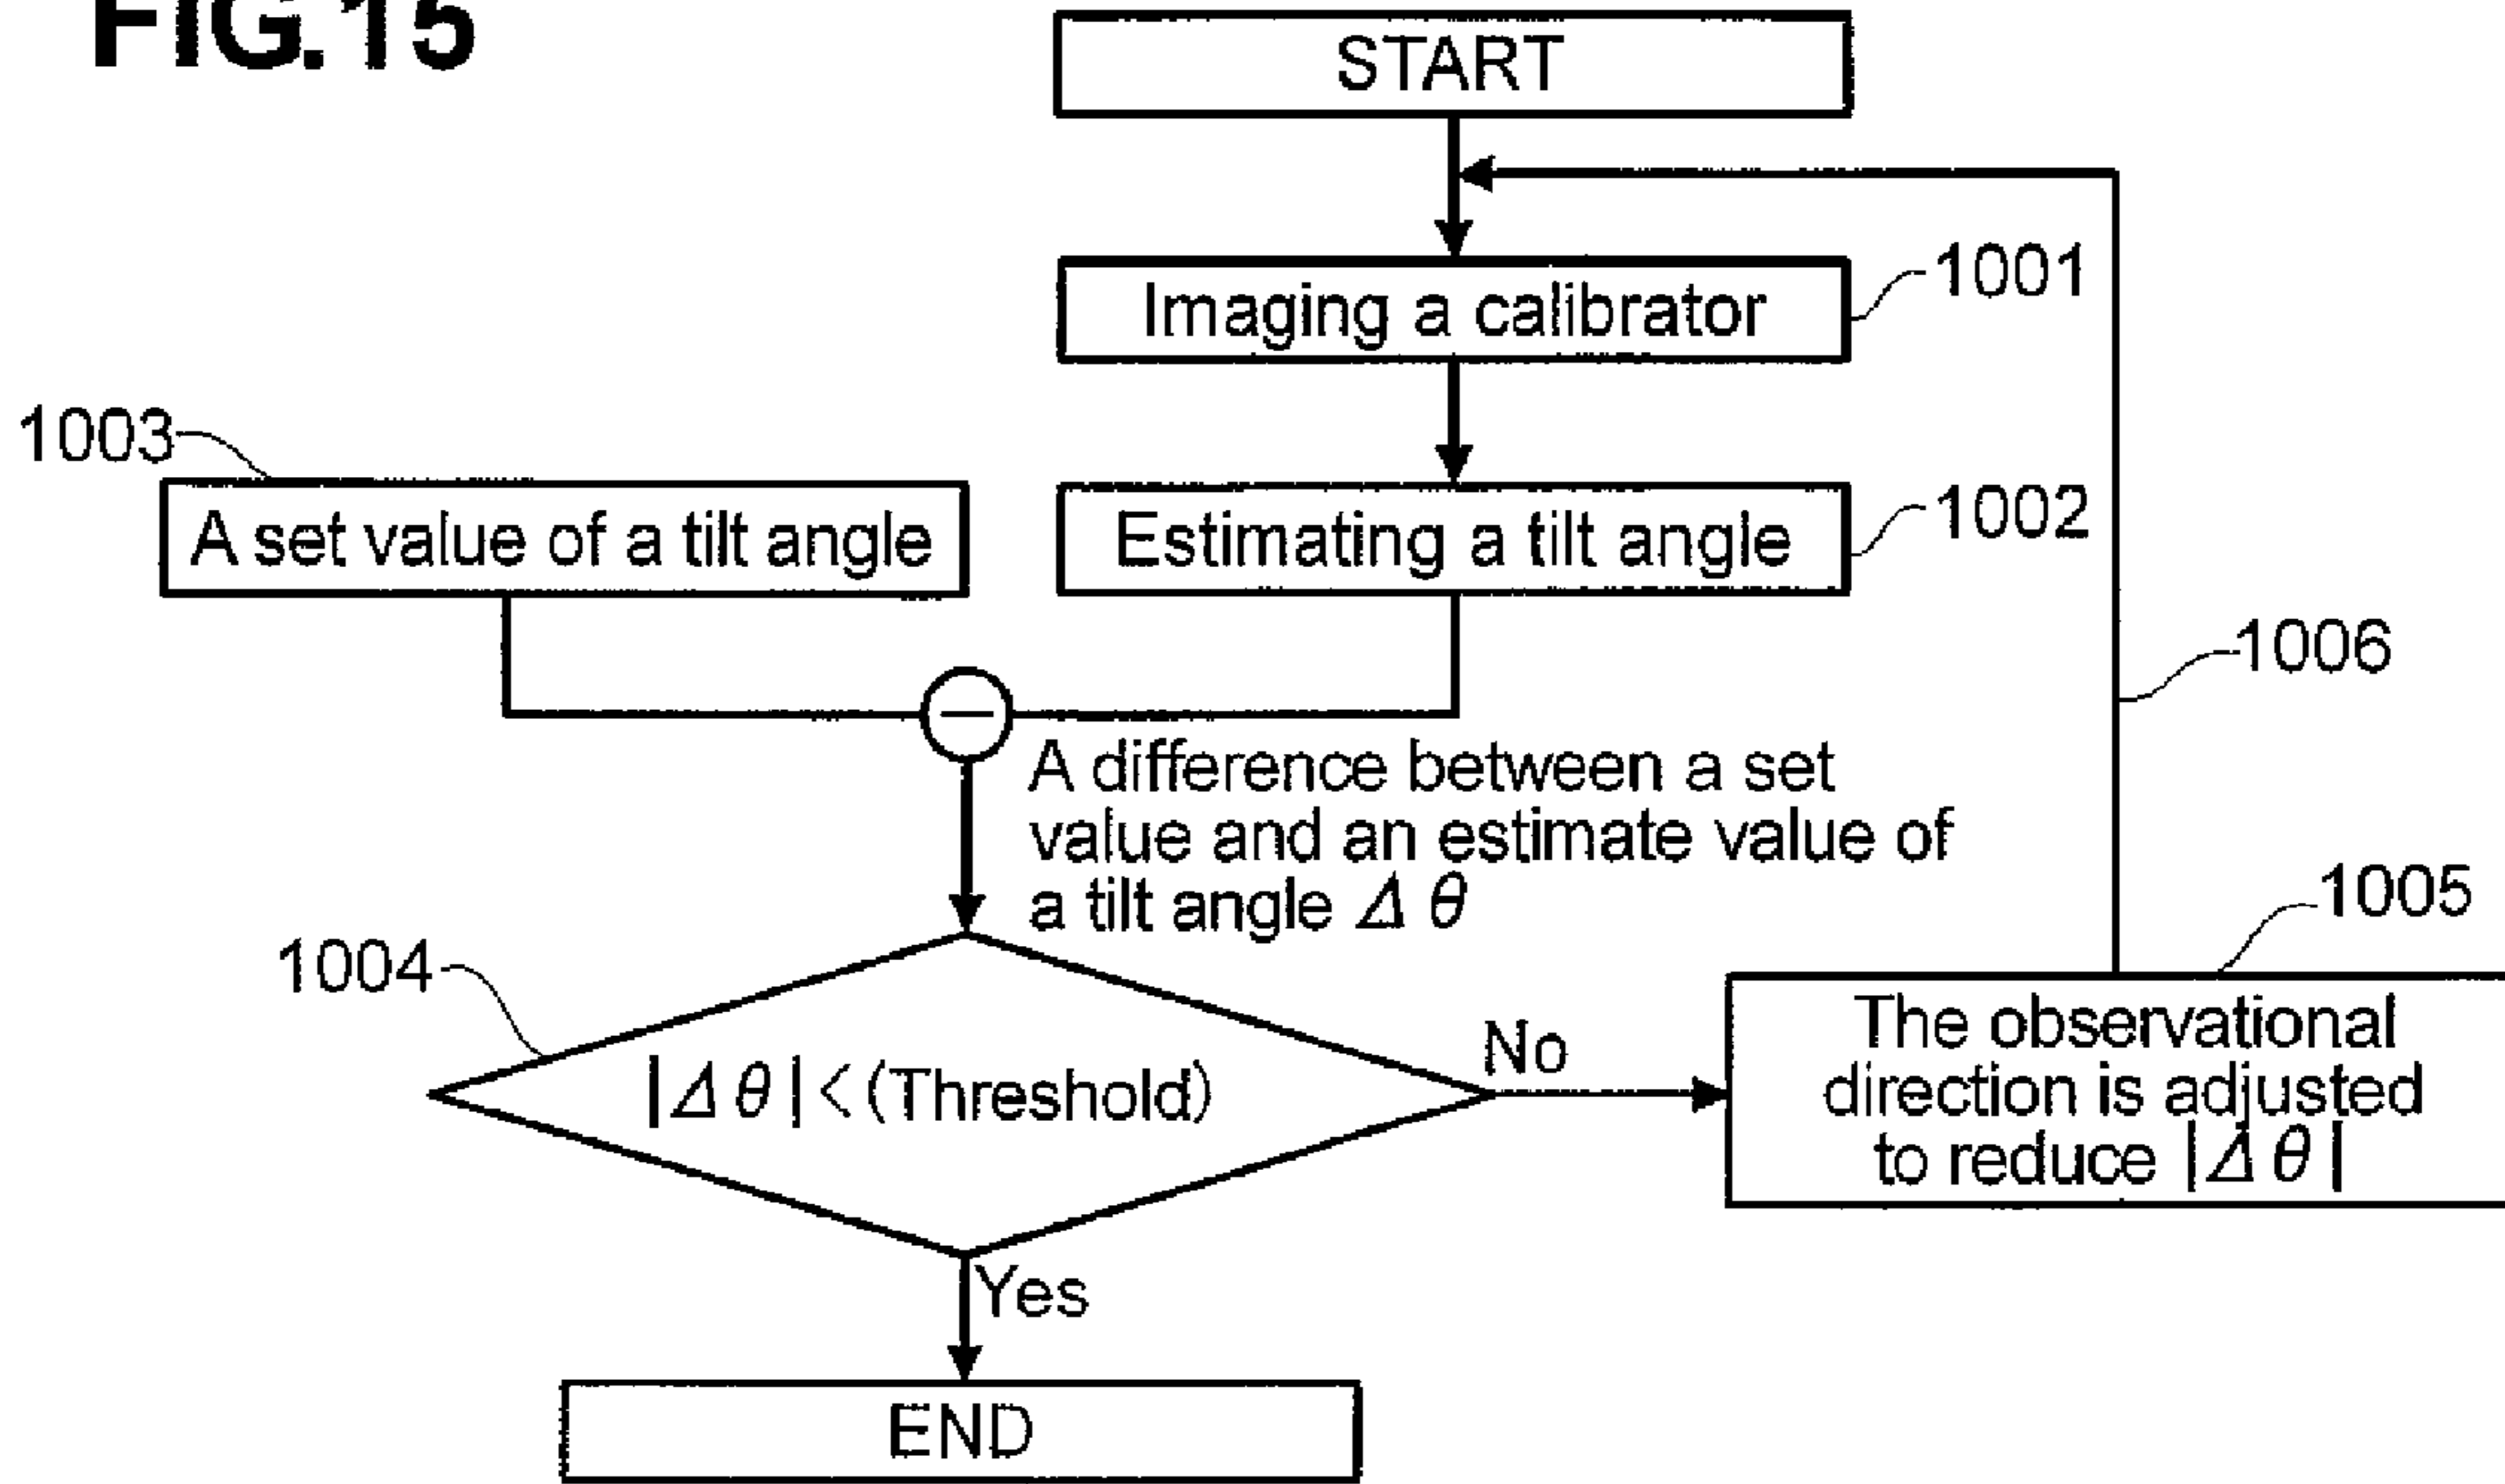 FIG.15
START
Imaging a calibrator
1001
1003
A set value of a tilt angle
Estimating a tilt angle
1002
1006
—
A difference between a set
value and an estimate value of
a tilt angle Δθ
1004
|Δθ|<(Threshold)
No
1005
The observational
direction is adjusted
to reduce |Δθ|
Yes
END